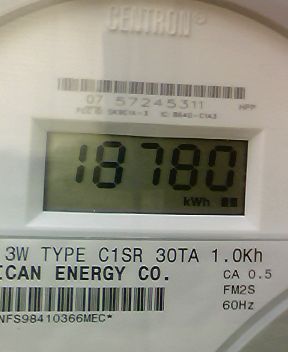 CENTRON®
07 57245311 HPP
18780
kWh
3W TYPE C1SR 30TA 1.0Kh
ICAN ENERGY CO. CA 0.5
FM2S
NFS98410366MEC* 60Hz